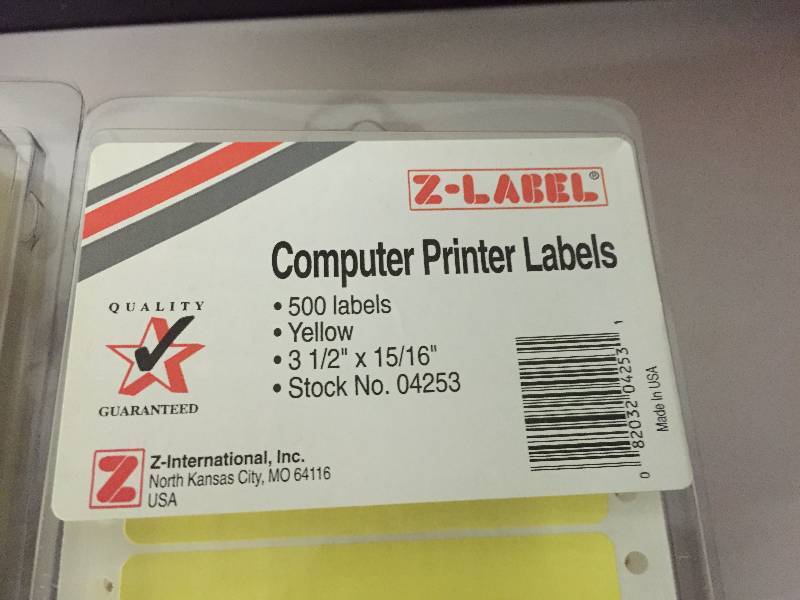 Z-LABEL®
Computer Printer Labels
QUALITY
GUARANTEED
• 500 labels
• Yellow
• 3 1/2" x 15/16"
• Stock No. 04253
0 82032 04253 1
Made In USA
Z
Z-International, Inc.
North Kansas City, MO 64116
USA